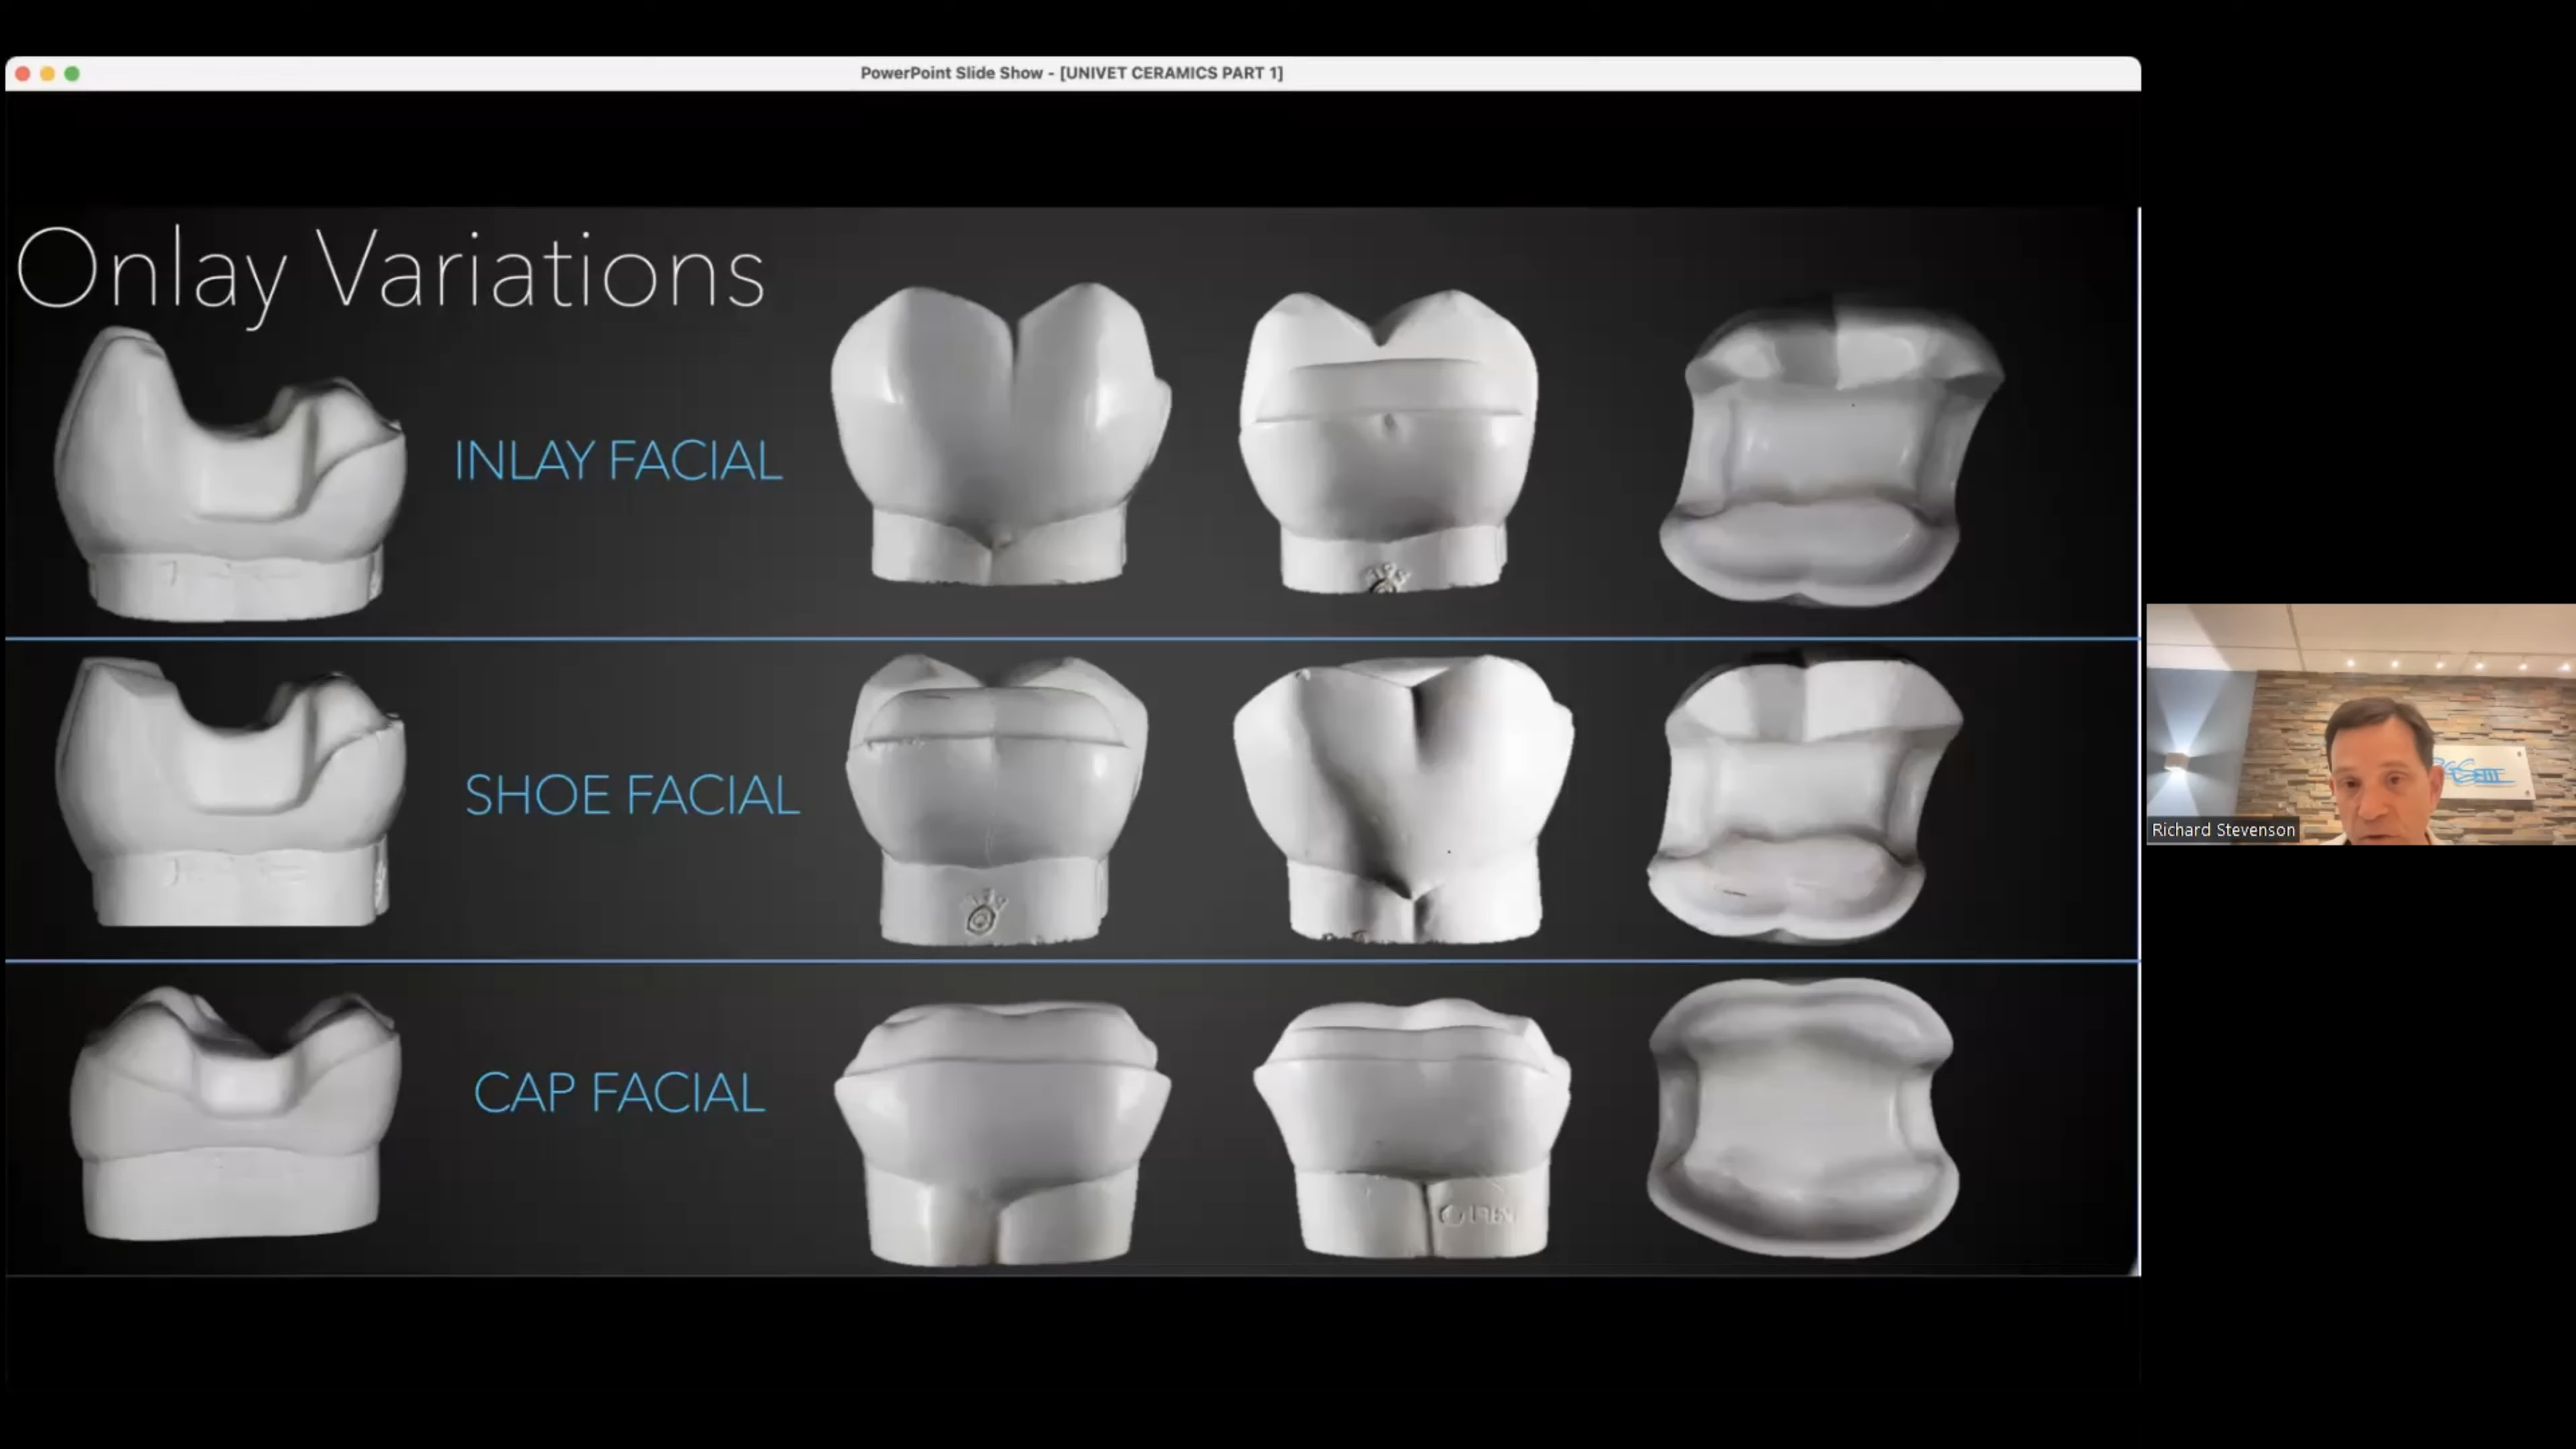 PowerPoint Slide Show - [UNIVET CERAMICS PART 1]
Onlay Variations
INLAY FACIAL
SHOE FACIAL
CAP FACIAL
Richard Stevenson